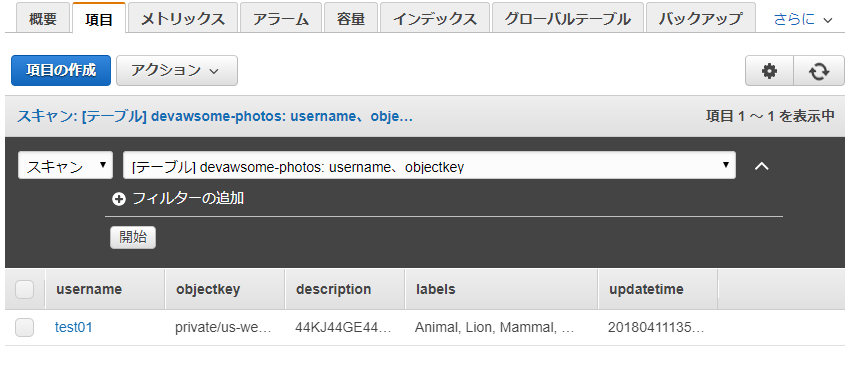 概要 項目 メトリックス アラーム 容量 インデックス グローバルテーブル バックアップ さらに
項目の作成 アクション
スキャン: [テーブル] devawsome-photos: username、obje… 項目 1 ～ 1 を表示中
スキャン [テーブル] devawsome-photos: username、objectkey
フィルターの追加
開始
username objectkey description labels updatetime
test01 private/us-we… 44KJ44GE44… Animal, Lion, Mammal, … 20180411135…